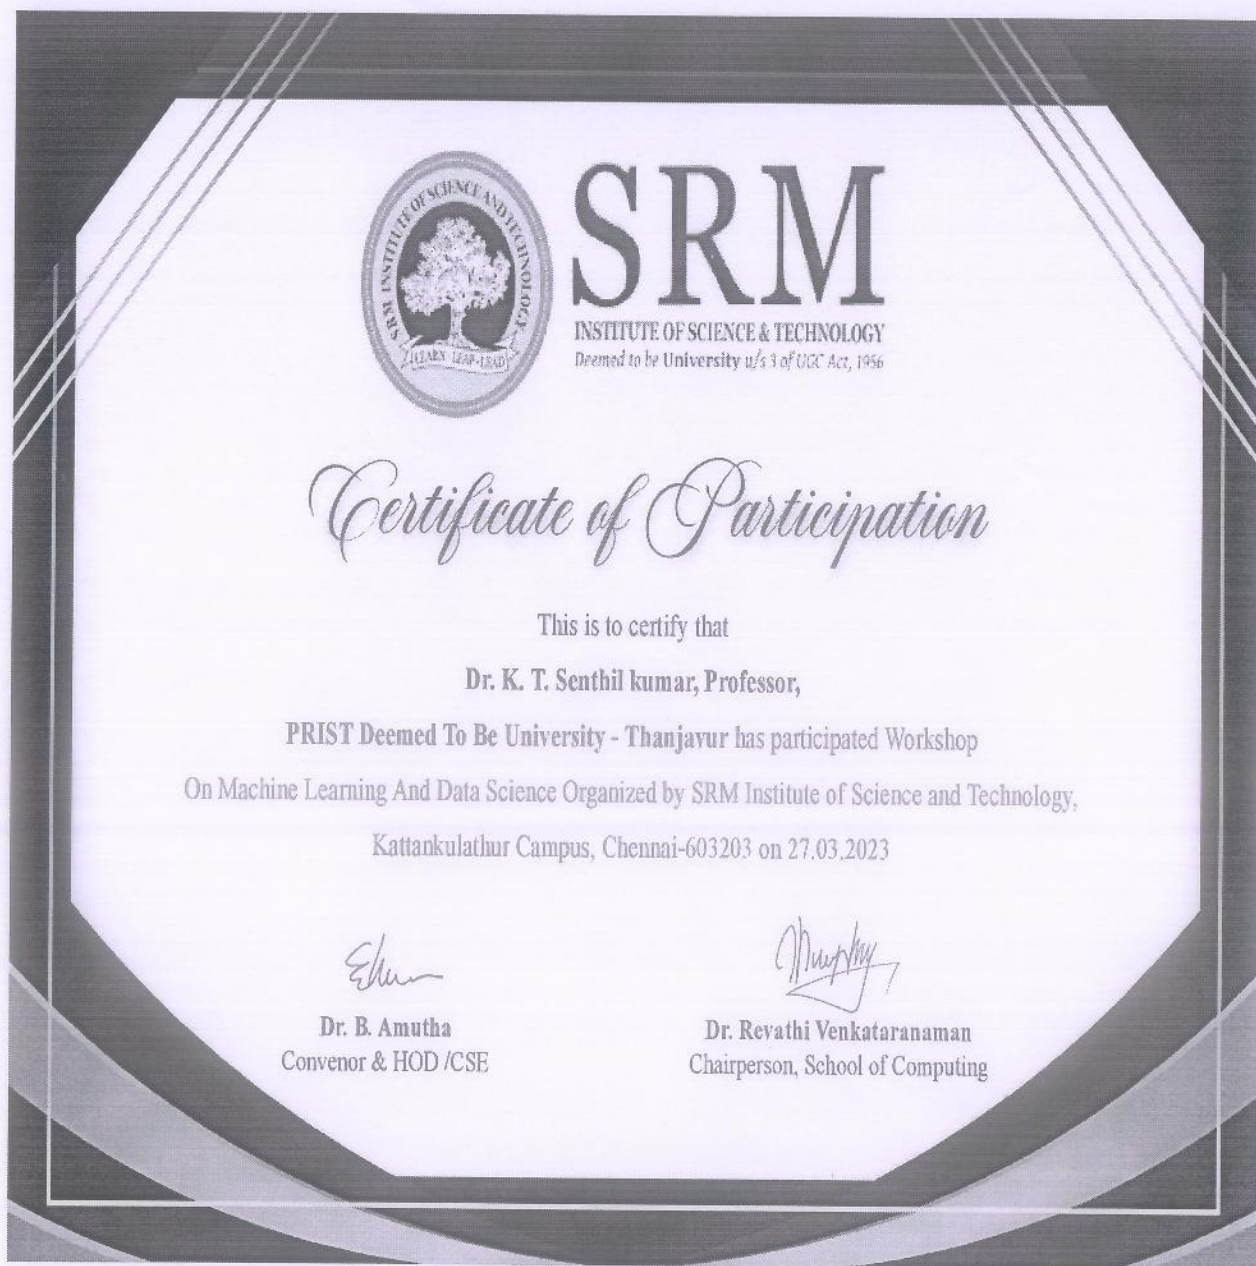 SRM INSTITUTE OF SCIENCE AND TECHNOLOGY
LEARN-LEAP-LEAD
SRM
INSTITUTE OF SCIENCE & TECHNOLOGY
Deemed to be University u/s 3 of UGC Act, 1956
Certificate of Participation
This is to certify that
Dr. K. T. Senthil kumar, Professor,
PRIST Deemed To Be University - Thanjavur has participated Workshop
On Machine Learning And Data Science Organized by SRM Institute of Science and Technology,
Kattankulathur Campus, Chennai-603203 on 27.03.2023
Dr. B. Amutha
Convenor & HOD /CSE
Dr. Revathi Venkataranaman
Chairperson, School of Computing